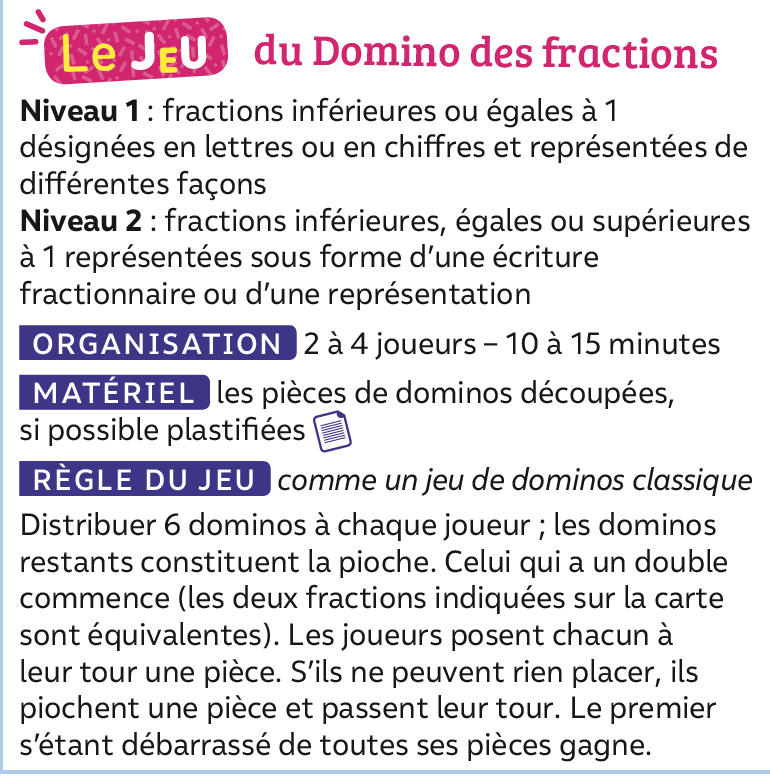 Le JEU du Domino des fractions
Niveau 1 : fractions inférieures ou égales à 1
désignées en lettres ou en chiffres et représentées de
différentes façons
Niveau 2 : fractions inférieures, égales ou supérieures
à 1 représentées sous forme d’une écriture
fractionnaire ou d’une représentation
ORGANISATION 2 à 4 joueurs – 10 à 15 minutes
MATÉRIEL les pièces de dominos découpées,
si possible plastifiées
RÈGLE DU JEU comme un jeu de dominos classique
Distribuer 6 dominos à chaque joueur ; les dominos
restants constituent la pioche. Celui qui a un double
commence (les deux fractions indiquées sur la carte
sont équivalentes). Les joueurs posent chacun à
leur tour une pièce. S’ils ne peuvent rien placer, ils
piochent une pièce et passent leur tour. Le premier
s’étant débarrassé de toutes ses pièces gagne.